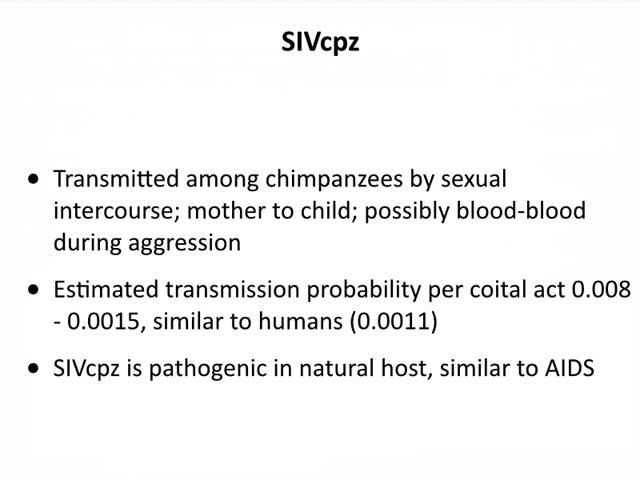 SIVcpz
• Transmitted among chimpanzees by sexual
intercourse; mother to child; possibly blood-blood
during aggression
• Estimated transmission probability per coital act 0.008
- 0.0015, similar to humans (0.0011)
• SIVcpz is pathogenic in natural host, similar to AIDS